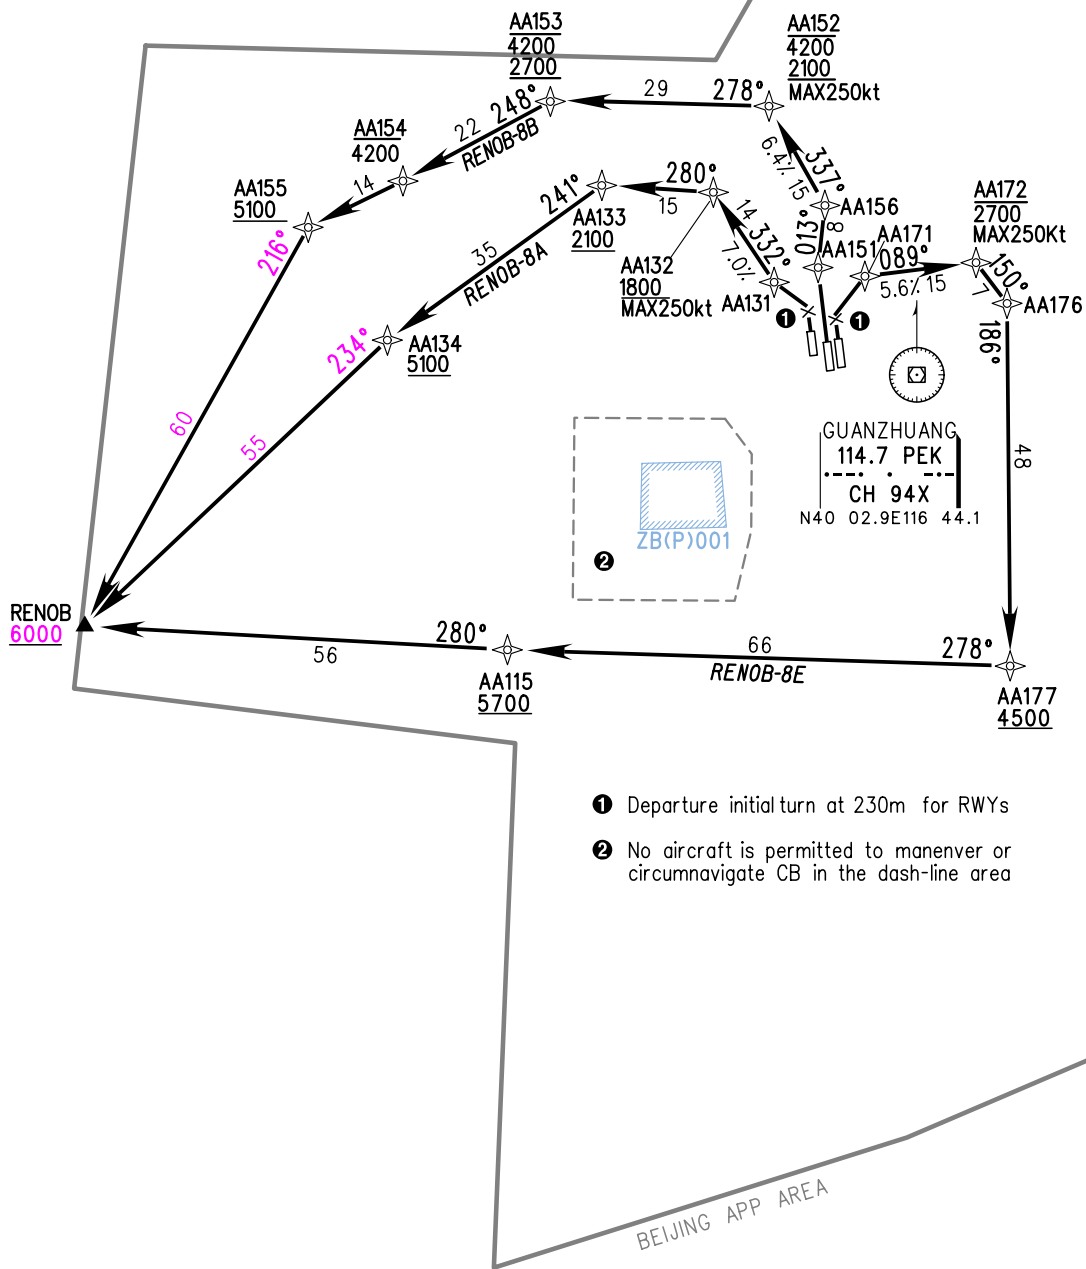 AA153
4200
2700
AA152
4200
2100
MAX250kt
29
278°
248°
22
RENOB-8B
AA154
4200
14
AA155
5100
216°
6.4% 15
337°
AA156
013°
8
AA151
AA171
089°
5.6% 15
AA172
2700
MAX250Kt
150°
7
AA176
186°
280°
15
241°
AA133
2100
35
RENOB-8A
14 332°
7.0%
AA132
1800
MAX250kt
AA131
1
1
234°
AA134
5100
60
55
GUANZHUANG
114.7 PEK
CH 94X
N40 02.9E116 44.1
48
ZB(P)001
2
RENOB
6000
280°
56
AA115
5700
66
278°
RENOB-8E
AA177
4500
1 Departure initial turn at 230m for RWYs
2 No aircraft is permitted to manenver or
circumnavigate CB in the dash-line area
BEIJING APP AREA